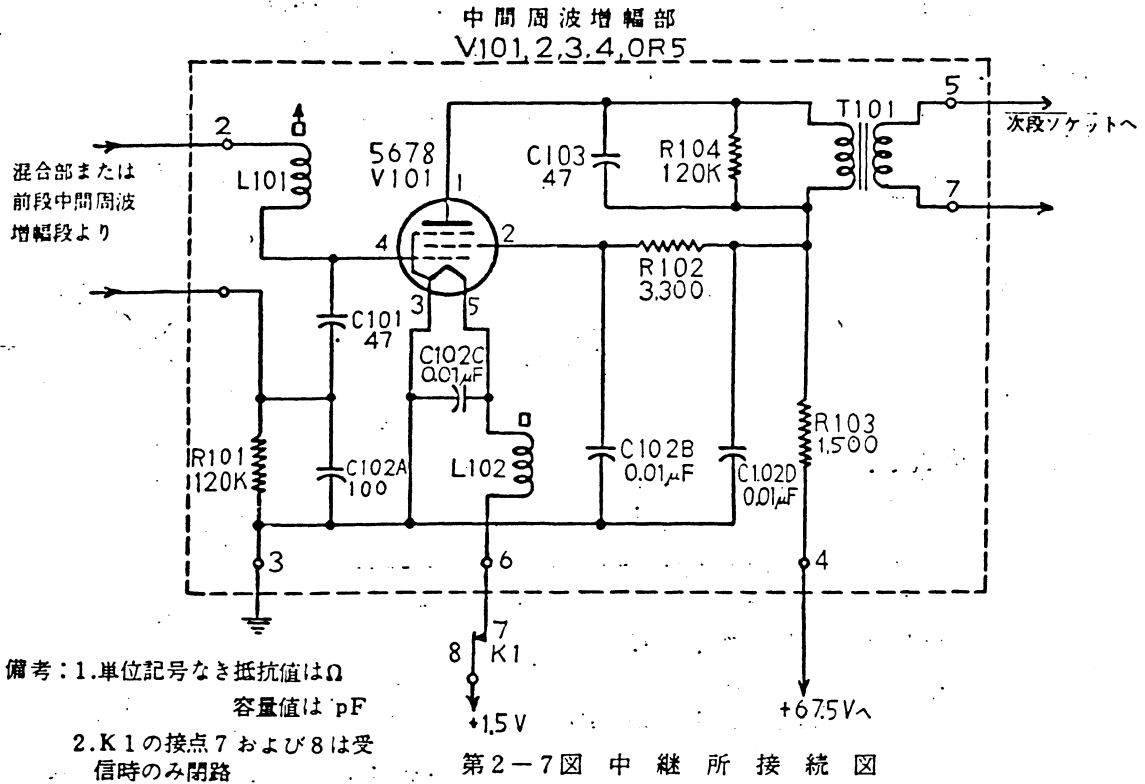 中間周波増幅部
V101,2,3.4,OR5
混合部または
前段中間周波
増幅段より
2
L101
5678
V101
1
4
2
3
5
C103
47
R104
120K
T101
5
次段ソケットへ
7
R102
3,300
C101
47
C102C
0.01μF
R101
120K
C102A
100
L102
C102B
0.01μF
C102D
0.01μF
R103
1,500
3
6
4
7
8
K1
+1.5V
+67.5Vへ
備考:1.単位記号なき抵抗値はΩ
容量値は pF
2.K1の接点7および8は受
信時のみ閉路
第2-7図 中継所接続図